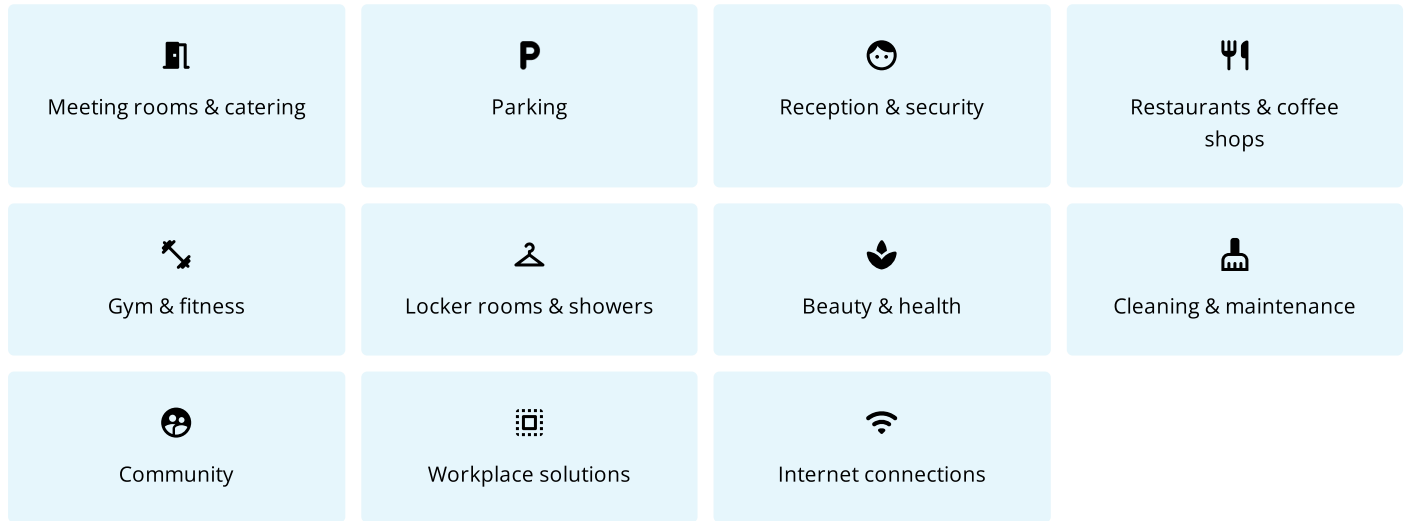 Meeting rooms & catering
P
Parking
Reception & security
Restaurants & coffee
shops
Gym & fitness
Locker rooms & showers
Beauty & health
Cleaning & maintenance
Community
Workplace solutions
Internet connections